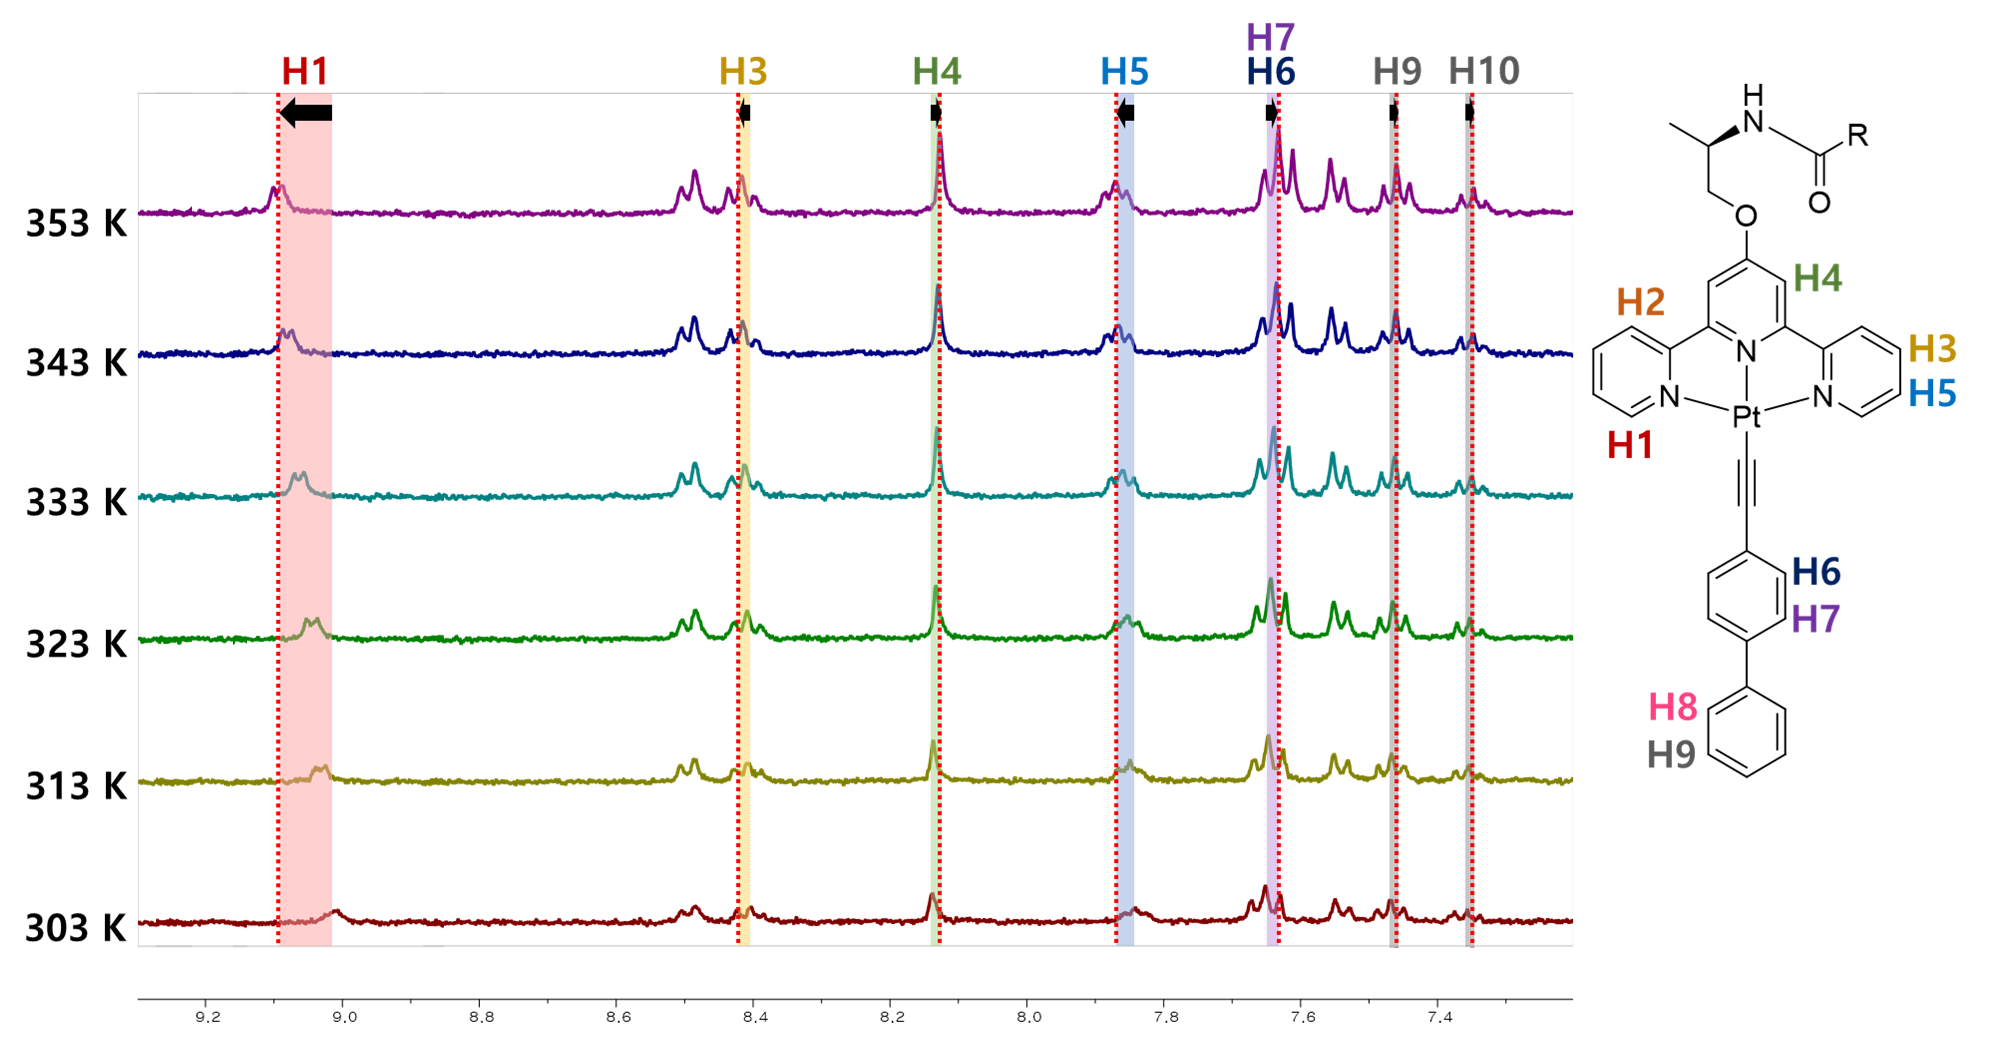 H7
H1 H3 H4 H5 H6 H9 H10
353 K
343 K
333 K
323 K
313 K
303 K
9.2 9.0 8.8 8.6 8.4 8.2 8.0 7.8 7.6 7.4
H
N R
O
O
H4
H2
N H3
N N H5
Pt
H1
H6
H7
H8
H9